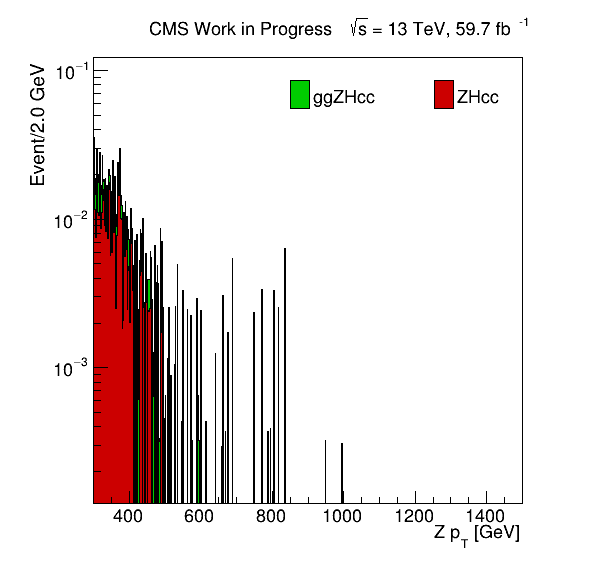 CMS Work in Progress √s = 13 TeV, 59.7 fb⁻¹
Event/2.0 GeV
10⁻¹
10⁻²
10⁻³
ggZHcc ZHcc
400 600 800 1000 1200 1400
Z p_T [GeV]